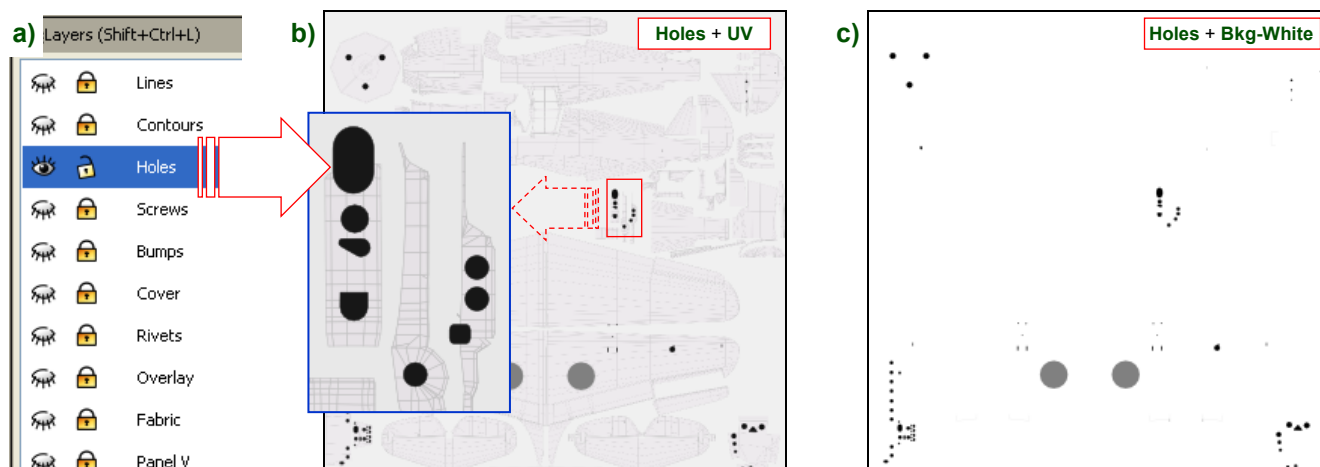 a)
Layers (Shift+Ctrl+L)
Lines
Contours
Holes
Screws
Bumps
Cover
Rivets
Overlay
Fabric
Panel V
b)
Holes + UV
c)
Holes + Bkg-White